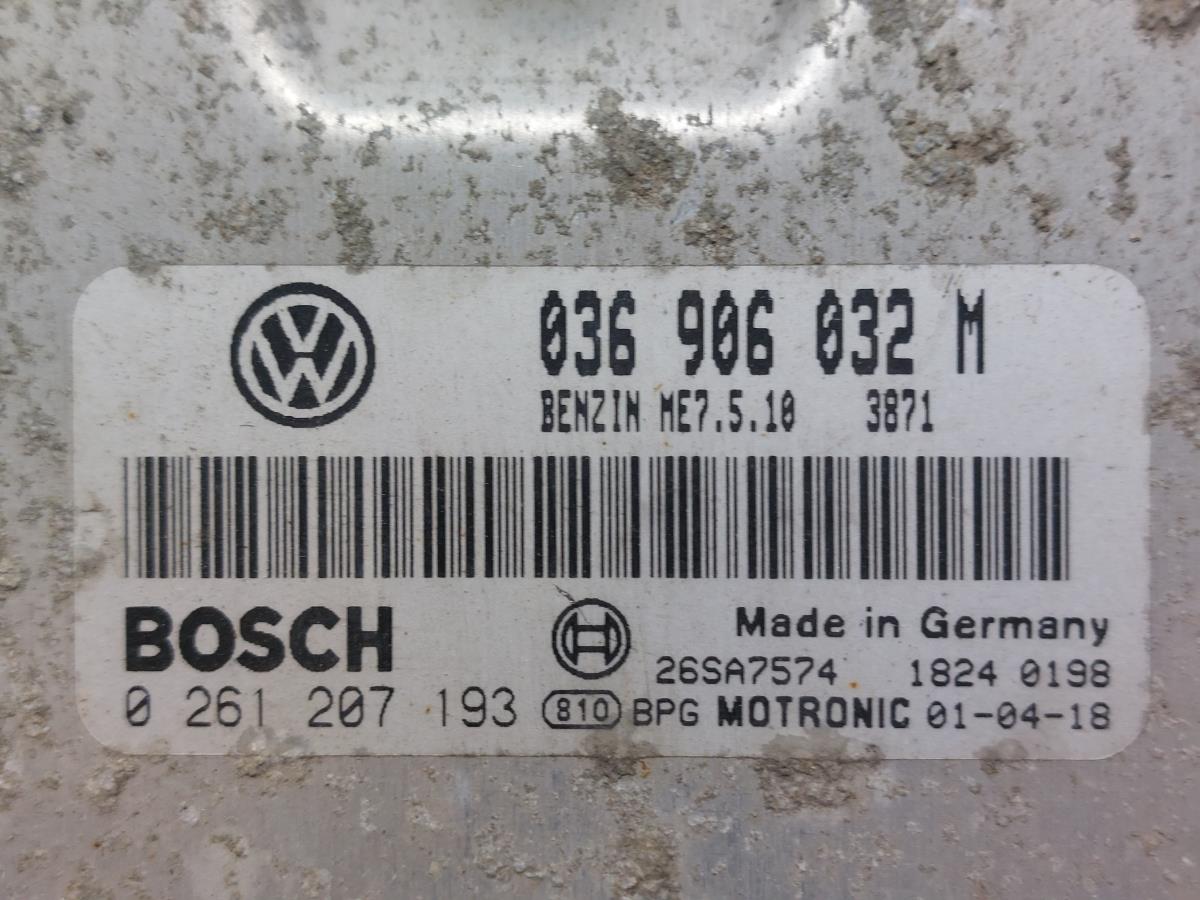 036 906 032 M
BENZIN ME7.5.10 3871
BOSCH
Made in Germany
26SA7574 1824 0198
0 261 207 193 810 BPG MOTRONIC 01-04-18